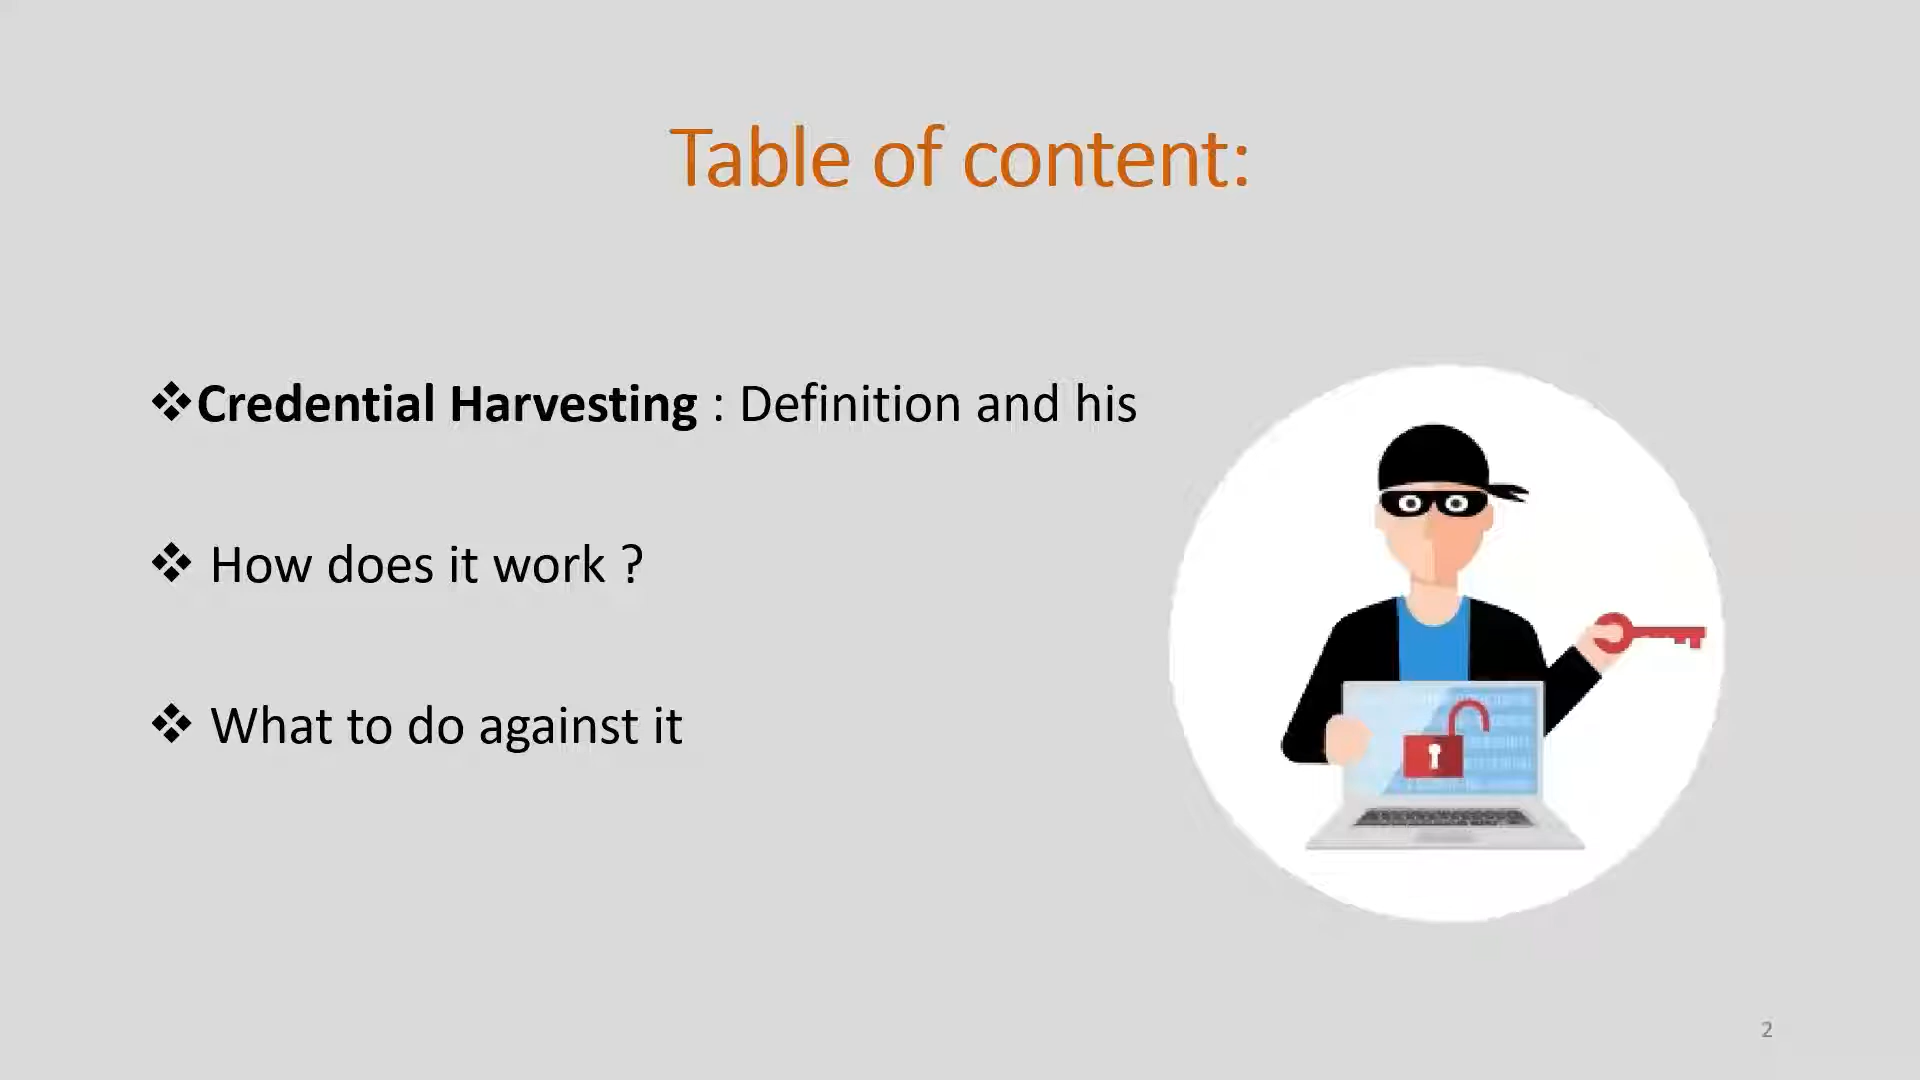 Table of content:
❖Credential Harvesting : Definition and his
❖ How does it work ?
❖ What to do against it
2